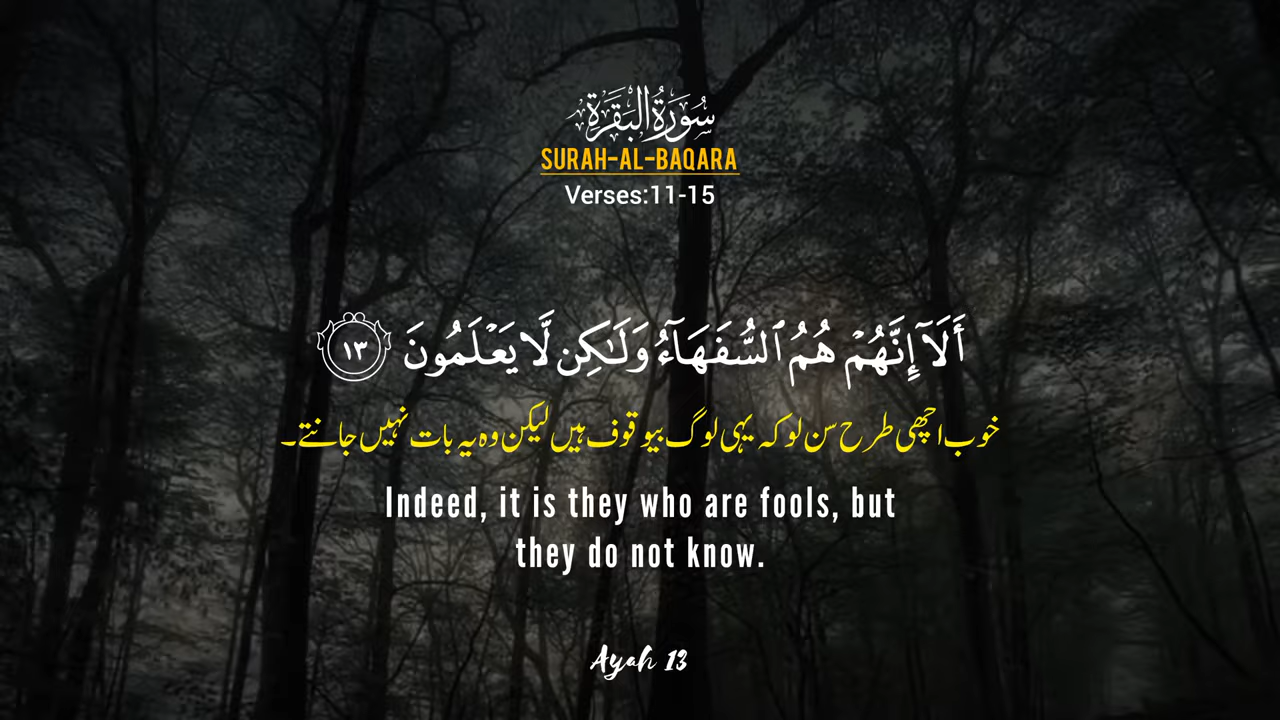 سُورَةُ البَقَرَةِ
SURAH-AL-BAQARA
Verses:11-15
أَلَآ إِنَّهُمْ هُمُ ٱلسُّفَهَآءُ وَلَٰكِن لَّا يَعْلَمُونَ ١٣
خوب اچھی طرح سن لو کہ یہی لوگ بیوقوف ہیں لیکن وہ یہ بات نہیں جانتے۔
Indeed, it is they who are fools, but
they do not know.
Ayah 13